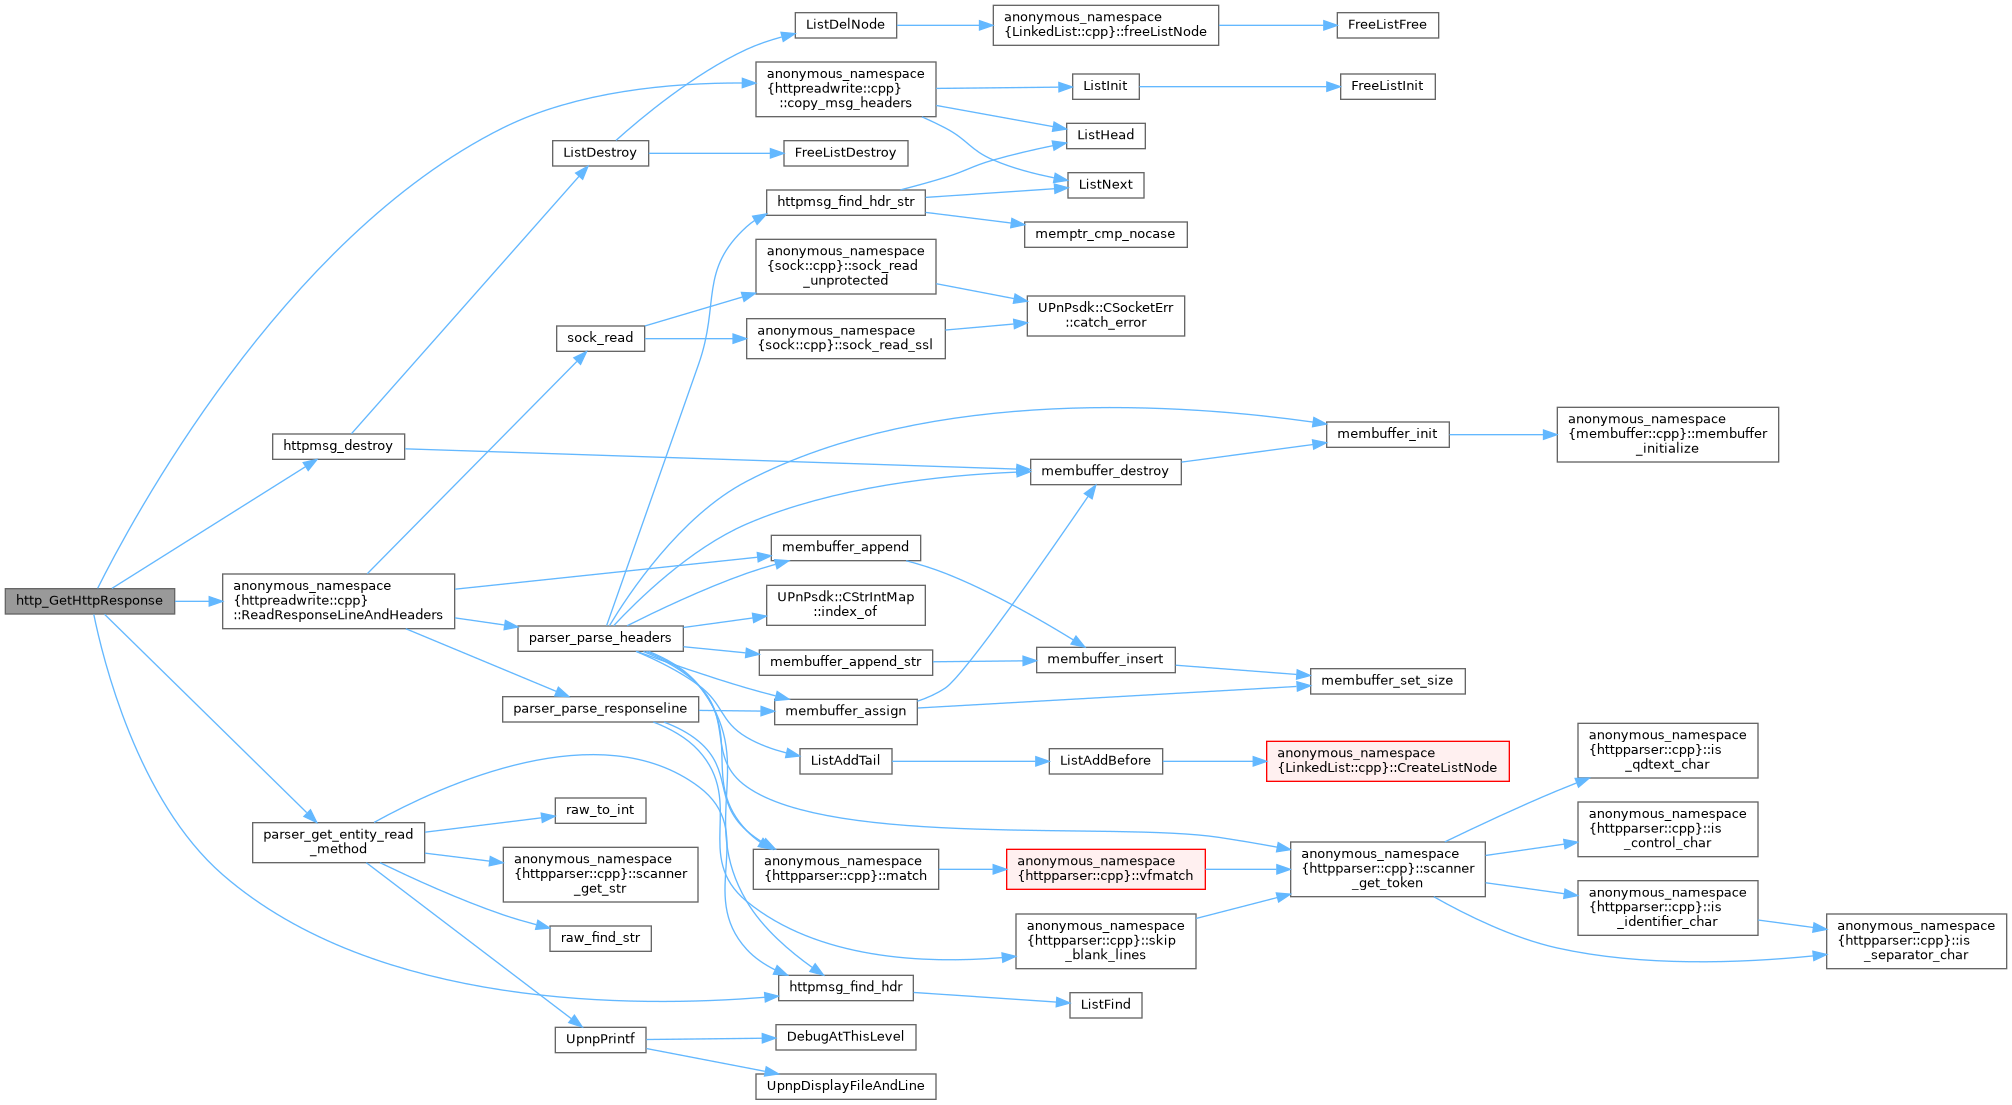 ListDelNode
anonymous_namespace
{LinkedList::cpp}::freeListNode
FreeListFree
anonymous_namespace
{httpreadwrite::cpp}
::copy_msg_headers
ListInit
FreeListInit
ListHead
ListDestroy
FreeListDestroy
ListNext
httpmsg_find_hdr_str
memptr_cmp_nocase
anonymous_namespace
{sock::cpp}::sock_read
_unprotected
UPnPsdk::CSocketErr
::catch_error
sock_read
anonymous_namespace
{sock::cpp}::sock_read_ssl
httpmsg_destroy
membuffer_init
anonymous_namespace
{membuffer::cpp}::membuffer
_initialize
membuffer_destroy
membuffer_append
http_GetHttpResponse
anonymous_namespace
{httpreadwrite::cpp}
::ReadResponseLineAndHeaders
UPnPsdk::CStrIntMap
::index_of
parser_parse_headers
membuffer_append_str
membuffer_insert
membuffer_set_size
parser_parse_responseline
membuffer_assign
ListAddTail
ListAddBefore
anonymous_namespace
{LinkedList::cpp}::CreateListNode
anonymous_namespace
{httpparser::cpp}::is
_qdtext_char
raw_to_int
parser_get_entity_read
_method
anonymous_namespace
{httpparser::cpp}::is
_control_char
anonymous_namespace
{httpparser::cpp}::scanner
_get_str
anonymous_namespace
{httpparser::cpp}::match
anonymous_namespace
{httpparser::cpp}::vfmatch
anonymous_namespace
{httpparser::cpp}::scanner
_get_token
anonymous_namespace
{httpparser::cpp}::is
_identifier_char
raw_find_str
anonymous_namespace
{httpparser::cpp}::skip
_blank_lines
anonymous_namespace
{httpparser::cpp}::is
_separator_char
httpmsg_find_hdr
ListFind
UpnpPrintf
DebugAtThisLevel
UpnpDisplayFileAndLine